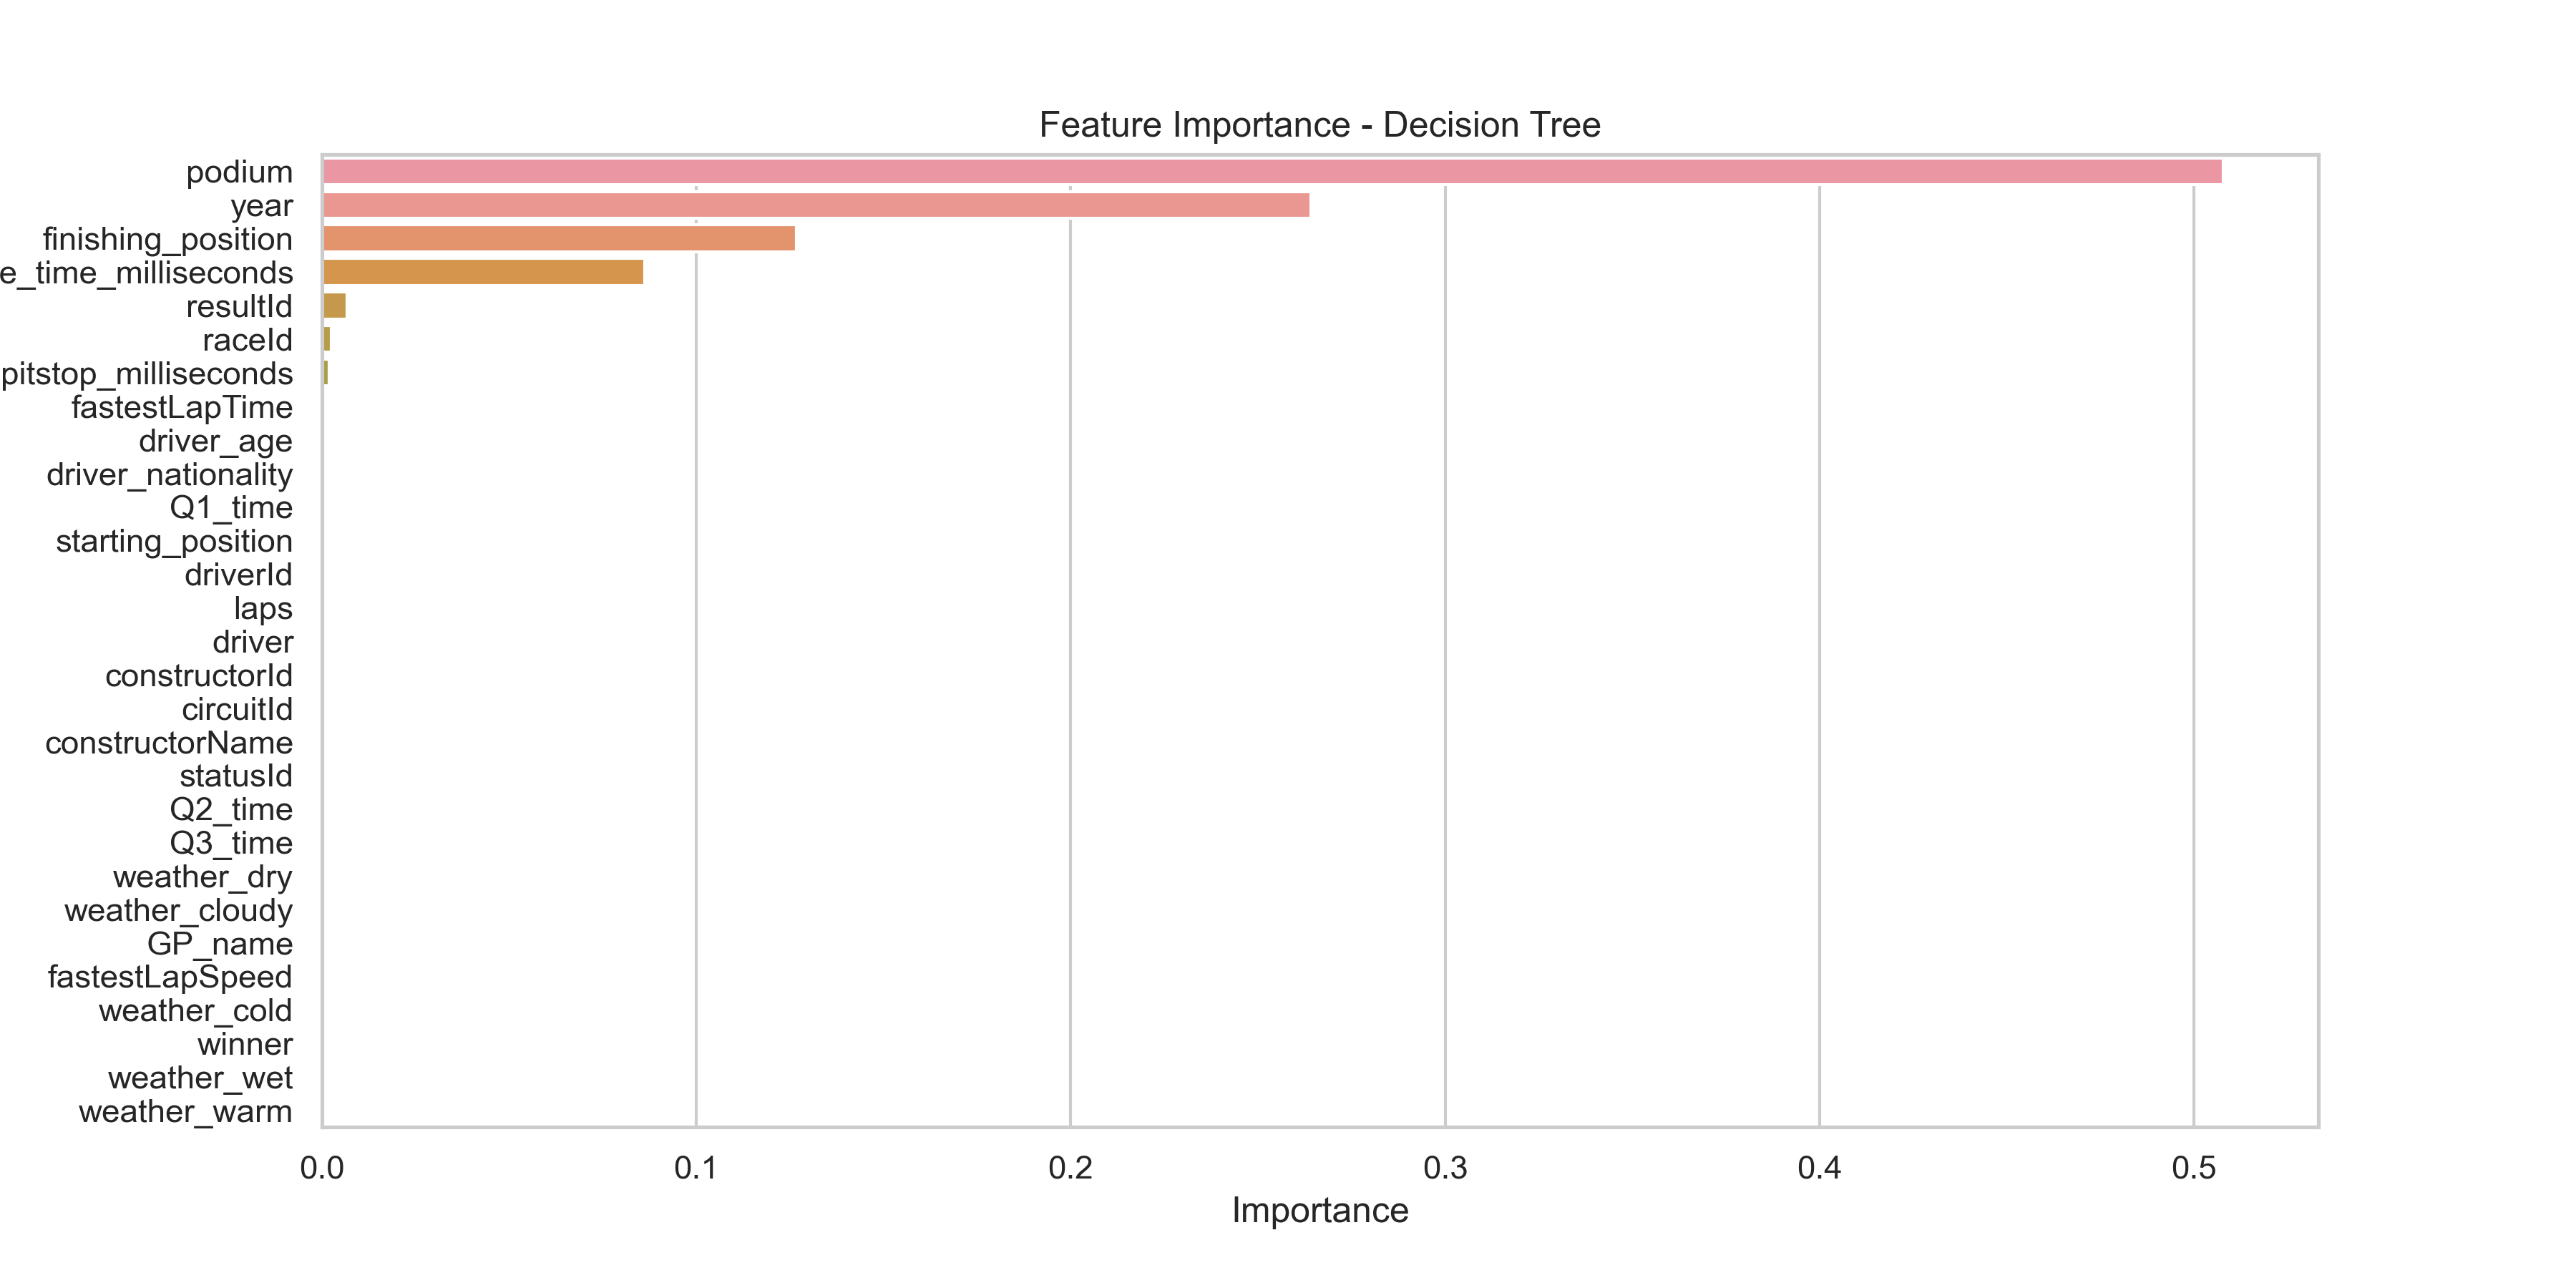 Feature Importance - Decision Tree
podium
year
finishing_position
e_time_milliseconds
resultId
raceId
pitstop_milliseconds
fastestLapTime
driver_age
driver_nationality
Q1_time
starting_position
driverId
laps
driver
constructorId
circuitId
constructorName
statusId
Q2_time
Q3_time
weather_dry
weather_cloudy
GP_name
fastestLapSpeed
weather_cold
winner
weather_wet
weather_warm
0.0 0.1 0.2 0.3 0.4 0.5
Importance